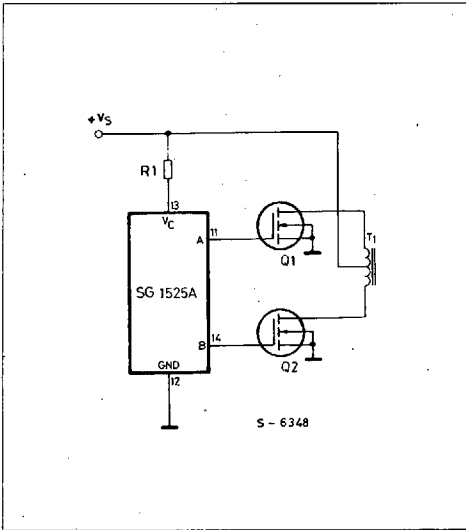 +VS
R1
13
VC
A
11
Q1
T1
SG 1525A
B
14
Q2
GND
12
S - 6348